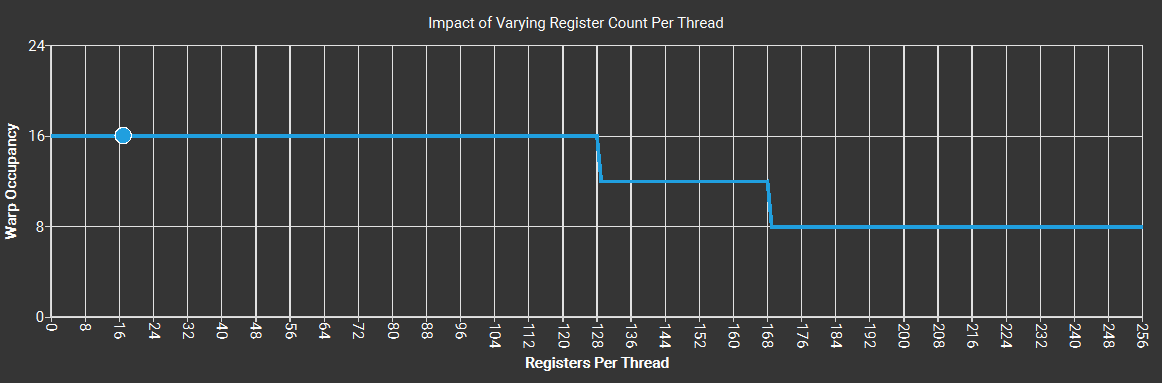 Impact of Varying Register Count Per Thread
24
16
8
0
Warp Occupancy
0 8 16 24 32 40 48 56 64 72 80 88 96 104 112 120 128 136 144 152 160 168 176 184 192 200 208 216 224 232 240 248 256
Registers Per Thread